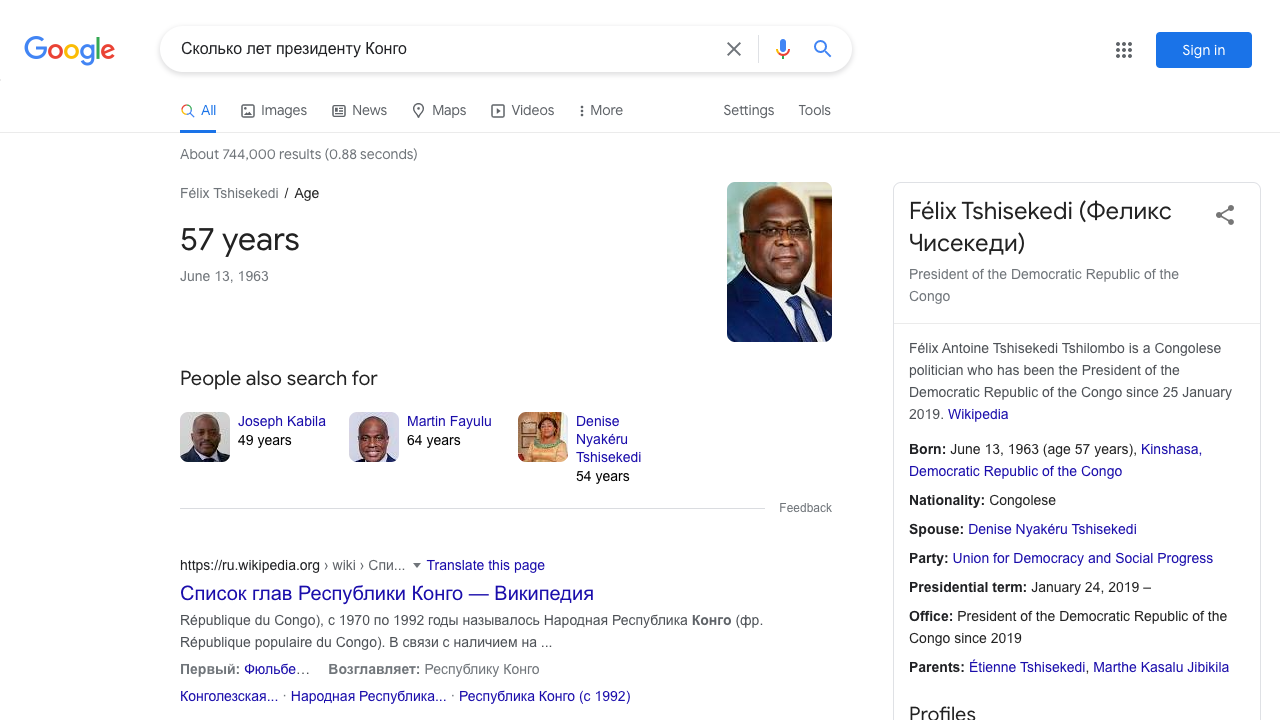 Google
Сколько лет президенту Конго
Sign in
All
Images
News
Maps
Videos
More
Settings
Tools
About 744,000 results (0.88 seconds)
Félix Tshisekedi / Age
57 years
June 13, 1963
People also search for
Joseph Kabila
49 years
Martin Fayulu
64 years
Denise
Nyakéru
Tshisekedi
54 years
Feedback
https://ru.wikipedia.org › wiki › Спи... Translate this page
Список глав Республики Конго — Википедия
République du Congo), с 1970 по 1992 годы называлось Народная Республика Конго (фр.
République populaire du Congo). В связи с наличием на ...
Первый: Фюльбе… Возглавляет: Республику Конго
Конголезская... · Народная Республика... · Республика Конго (с 1992)
Félix Tshisekedi (Феликс
Чисекеди)
President of the Democratic Republic of the
Congo
Félix Antoine Tshisekedi Tshilombo is a Congolese
politician who has been the President of the
Democratic Republic of the Congo since 25 January
2019. Wikipedia
Born: June 13, 1963 (age 57 years), Kinshasa,
Democratic Republic of the Congo
Nationality: Congolese
Spouse: Denise Nyakéru Tshisekedi
Party: Union for Democracy and Social Progress
Presidential term: January 24, 2019 –
Office: President of the Democratic Republic of the
Congo since 2019
Parents: Étienne Tshisekedi, Marthe Kasalu Jibikila
Profiles